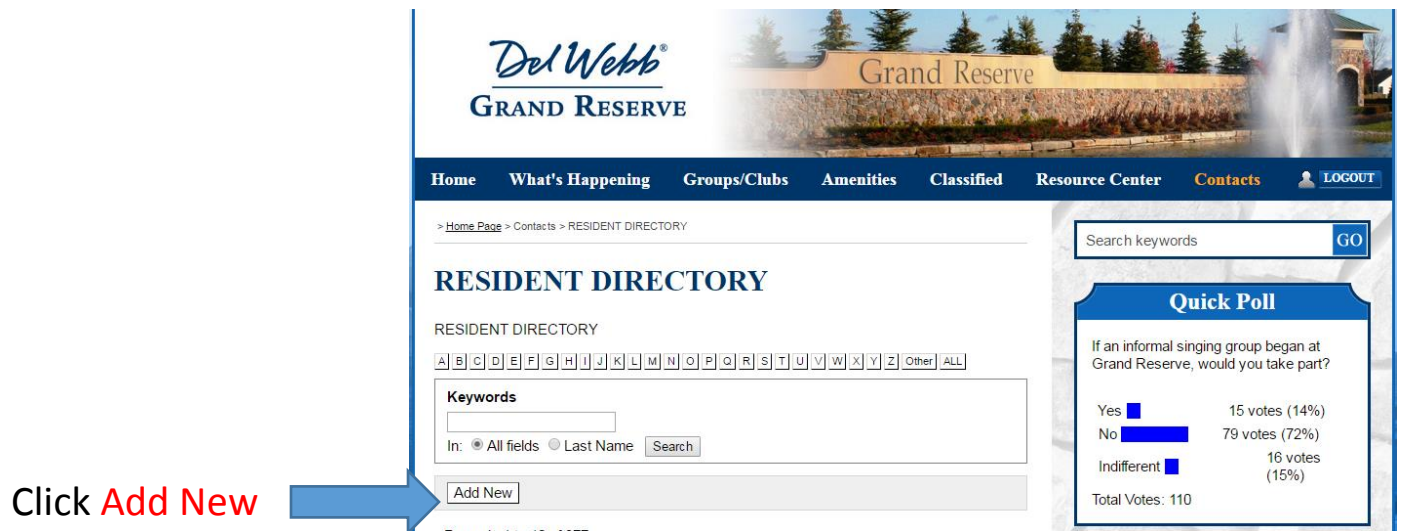 Del Webb®
GRAND RESERVE
Grand Reserve
Home What's Happening Groups/Clubs Amenities Classified Resource Center Contacts LOGOUT
> Home Page > Contacts > RESIDENT DIRECTORY
Search keywords GO
RESIDENT DIRECTORY
RESIDENT DIRECTORY
A B C D E F G H I J K L M N O P Q R S T U V W X Y Z Other ALL
Keywords
In: All fields Last Name Search
Add New
Click Add New
Quick Poll
If an informal singing group began at
Grand Reserve, would you take part?
Yes 15 votes (14%)
No 79 votes (72%)
Indifferent 16 votes
(15%)
Total Votes: 110